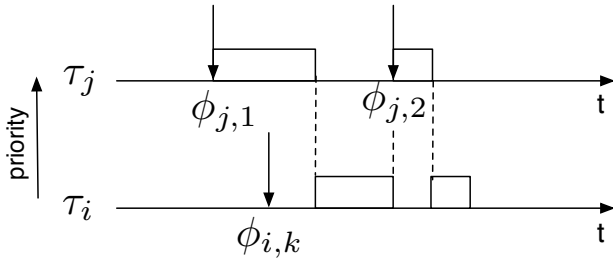 τ_j
ϕ_{j,1}
ϕ_{j,2}
t
priority
τ_i
ϕ_{i,k}
t